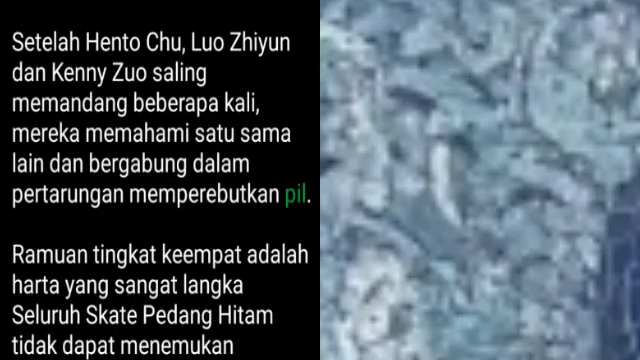 Setelah Hento Chu, Luo Zhiyun
dan Kenny Zuo saling
memandang beberapa kali,
mereka memahami satu sama
lain dan bergabung dalam
pertarungan memperebutkan pil.
Ramuan tingkat keempat adalah
harta yang sangat langka
Seluruh Skate Pedang Hitam
tidak dapat menemukan